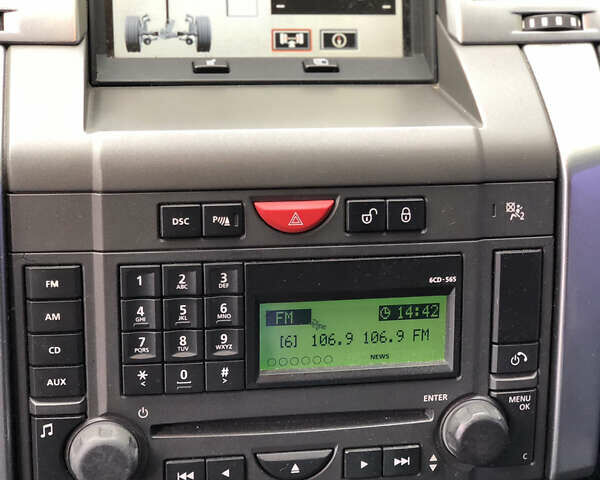 DSC P
6CD-565
FM
AM
CD
AUX
1 2 ABC 3 DEF
4 GHI 5 JKL 6 MNO
7 PQRS 8 TUV 9 WXYZ
* < 0 # >
FM 14:42
[6] 106.9 106.9 FM
NEWS
ENTER
MENU
OK
C
2